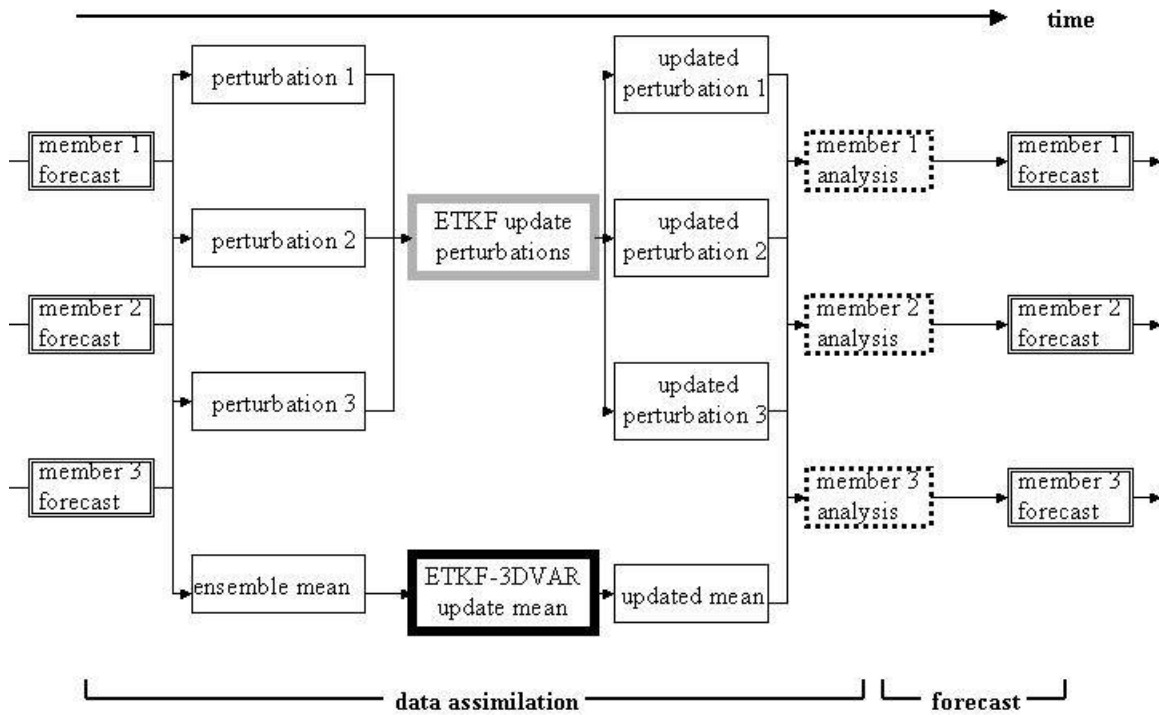 time
member 1
forecast
member 2
forecast
member 3
forecast
perturbation 1
perturbation 2
perturbation 3
ensemble mean
ETKF update
perturbations
ETKF-3DVAR
update mean
updated
perturbation 1
updated
perturbation 2
updated
perturbation 3
updated mean
member 1
analysis
member 2
analysis
member 3
analysis
member 1
forecast
member 2
forecast
member 3
forecast
data assimilation
forecast